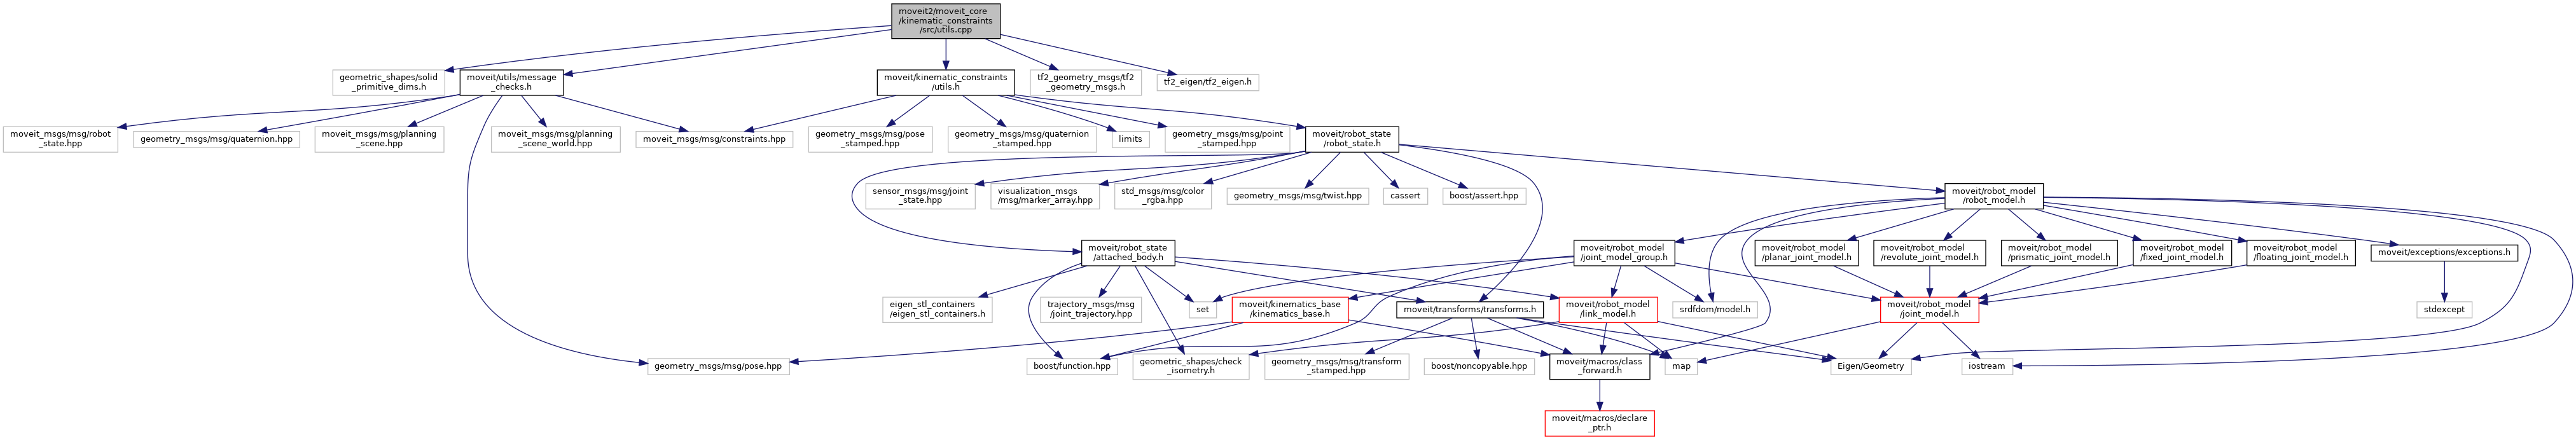 moveit2/moveit_core
/kinematic_constraints
/src/utils.cpp
geometric_shapes/solid
_primitive_dims.h
moveit/utils/message
_checks.h
moveit/kinematic_constraints
/utils.h
tf2_geometry_msgs/tf2
_geometry_msgs.h
tf2_eigen/tf2_eigen.h
moveit_msgs/msg/robot
_state.hpp
geometry_msgs/msg/quaternion.hpp
moveit_msgs/msg/planning
_scene.hpp
moveit_msgs/msg/planning
_scene_world.hpp
moveit_msgs/msg/constraints.hpp
geometry_msgs/msg/pose
_stamped.hpp
geometry_msgs/msg/quaternion
_stamped.hpp
limits
geometry_msgs/msg/point
_stamped.hpp
moveit/robot_state
/robot_state.h
sensor_msgs/msg/joint
_state.hpp
visualization_msgs
/msg/marker_array.hpp
std_msgs/msg/color
_rgba.hpp
geometry_msgs/msg/twist.hpp
cassert
boost/assert.hpp
moveit/robot_model
/robot_model.h
moveit/robot_state
/attached_body.h
moveit/robot_model
/joint_model_group.h
moveit/robot_model
/planar_joint_model.h
moveit/robot_model
/revolute_joint_model.h
moveit/robot_model
/prismatic_joint_model.h
moveit/robot_model
/fixed_joint_model.h
moveit/robot_model
/floating_joint_model.h
moveit/exceptions/exceptions.h
eigen_stl_containers
/eigen_stl_containers.h
trajectory_msgs/msg
/joint_trajectory.hpp
set
moveit/kinematics_base
/kinematics_base.h
moveit/transforms/transforms.h
moveit/robot_model
/link_model.h
srdfdom/model.h
moveit/robot_model
/joint_model.h
stdexcept
geometry_msgs/msg/pose.hpp
boost/function.hpp
geometric_shapes/check
_isometry.h
geometry_msgs/msg/transform
_stamped.hpp
boost/noncopyable.hpp
moveit/macros/class
_forward.h
map
Eigen/Geometry
iostream
moveit/macros/declare
_ptr.h